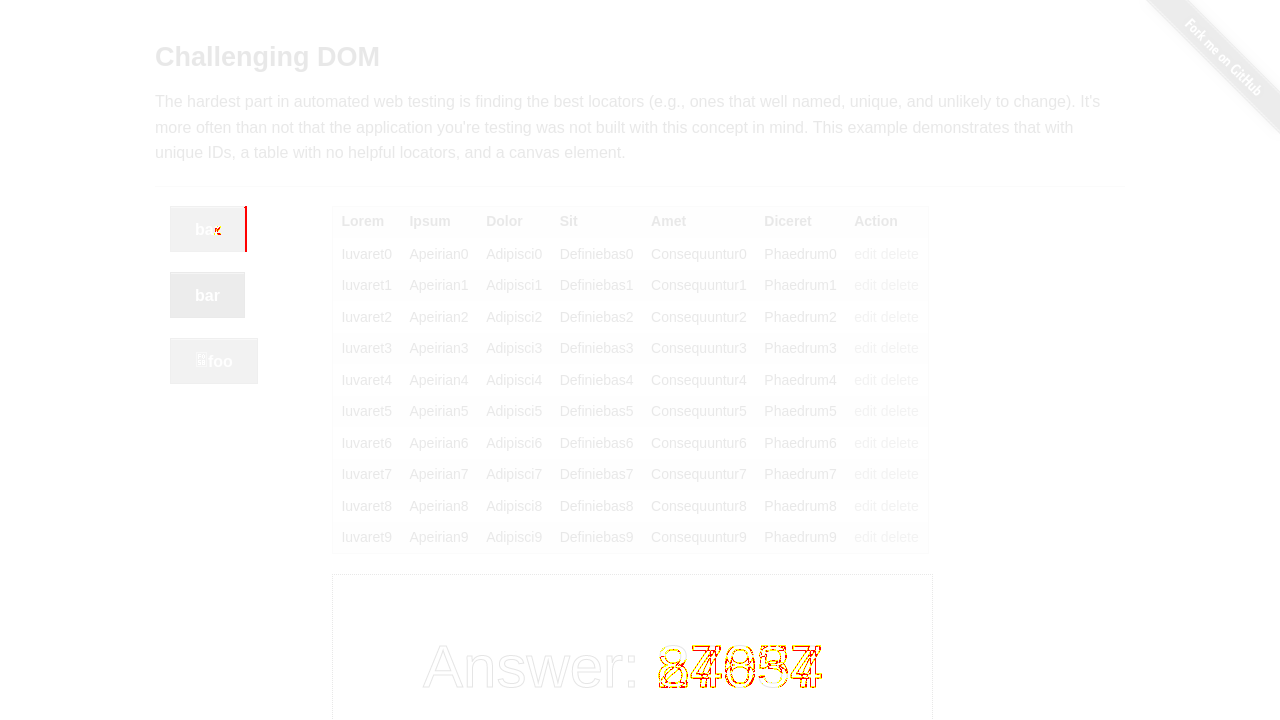 Fork me on GitHub
Challenging DOM
The hardest part in automated web testing is finding the best locators (e.g., ones that well named, unique, and unlikely to change). It's
more often than not that the application you're testing was not built with this concept in mind. This example demonstrates that with
unique IDs, a table with no helpful locators, and a canvas element.
bar
foo
Lorem Ipsum Dolor Sit Amet Diceret Action
Iuvaret0 Apeirian0 Adipisci0 Definiebas0 Consequuntur0 Phaedrum0 edit delete
Iuvaret1 Apeirian1 Adipisci1 Definiebas1 Consequuntur1 Phaedrum1 edit delete
Iuvaret2 Apeirian2 Adipisci2 Definiebas2 Consequuntur2 Phaedrum2 edit delete
Iuvaret3 Apeirian3 Adipisci3 Definiebas3 Consequuntur3 Phaedrum3 edit delete
Iuvaret4 Apeirian4 Adipisci4 Definiebas4 Consequuntur4 Phaedrum4 edit delete
Iuvaret5 Apeirian5 Adipisci5 Definiebas5 Consequuntur5 Phaedrum5 edit delete
Iuvaret6 Apeirian6 Adipisci6 Definiebas6 Consequuntur6 Phaedrum6 edit delete
Iuvaret7 Apeirian7 Adipisci7 Definiebas7 Consequuntur7 Phaedrum7 edit delete
Iuvaret8 Apeirian8 Adipisci8 Definiebas8 Consequuntur8 Phaedrum8 edit delete
Iuvaret9 Apeirian9 Adipisci9 Definiebas9 Consequuntur9 Phaedrum9 edit delete
Answer: